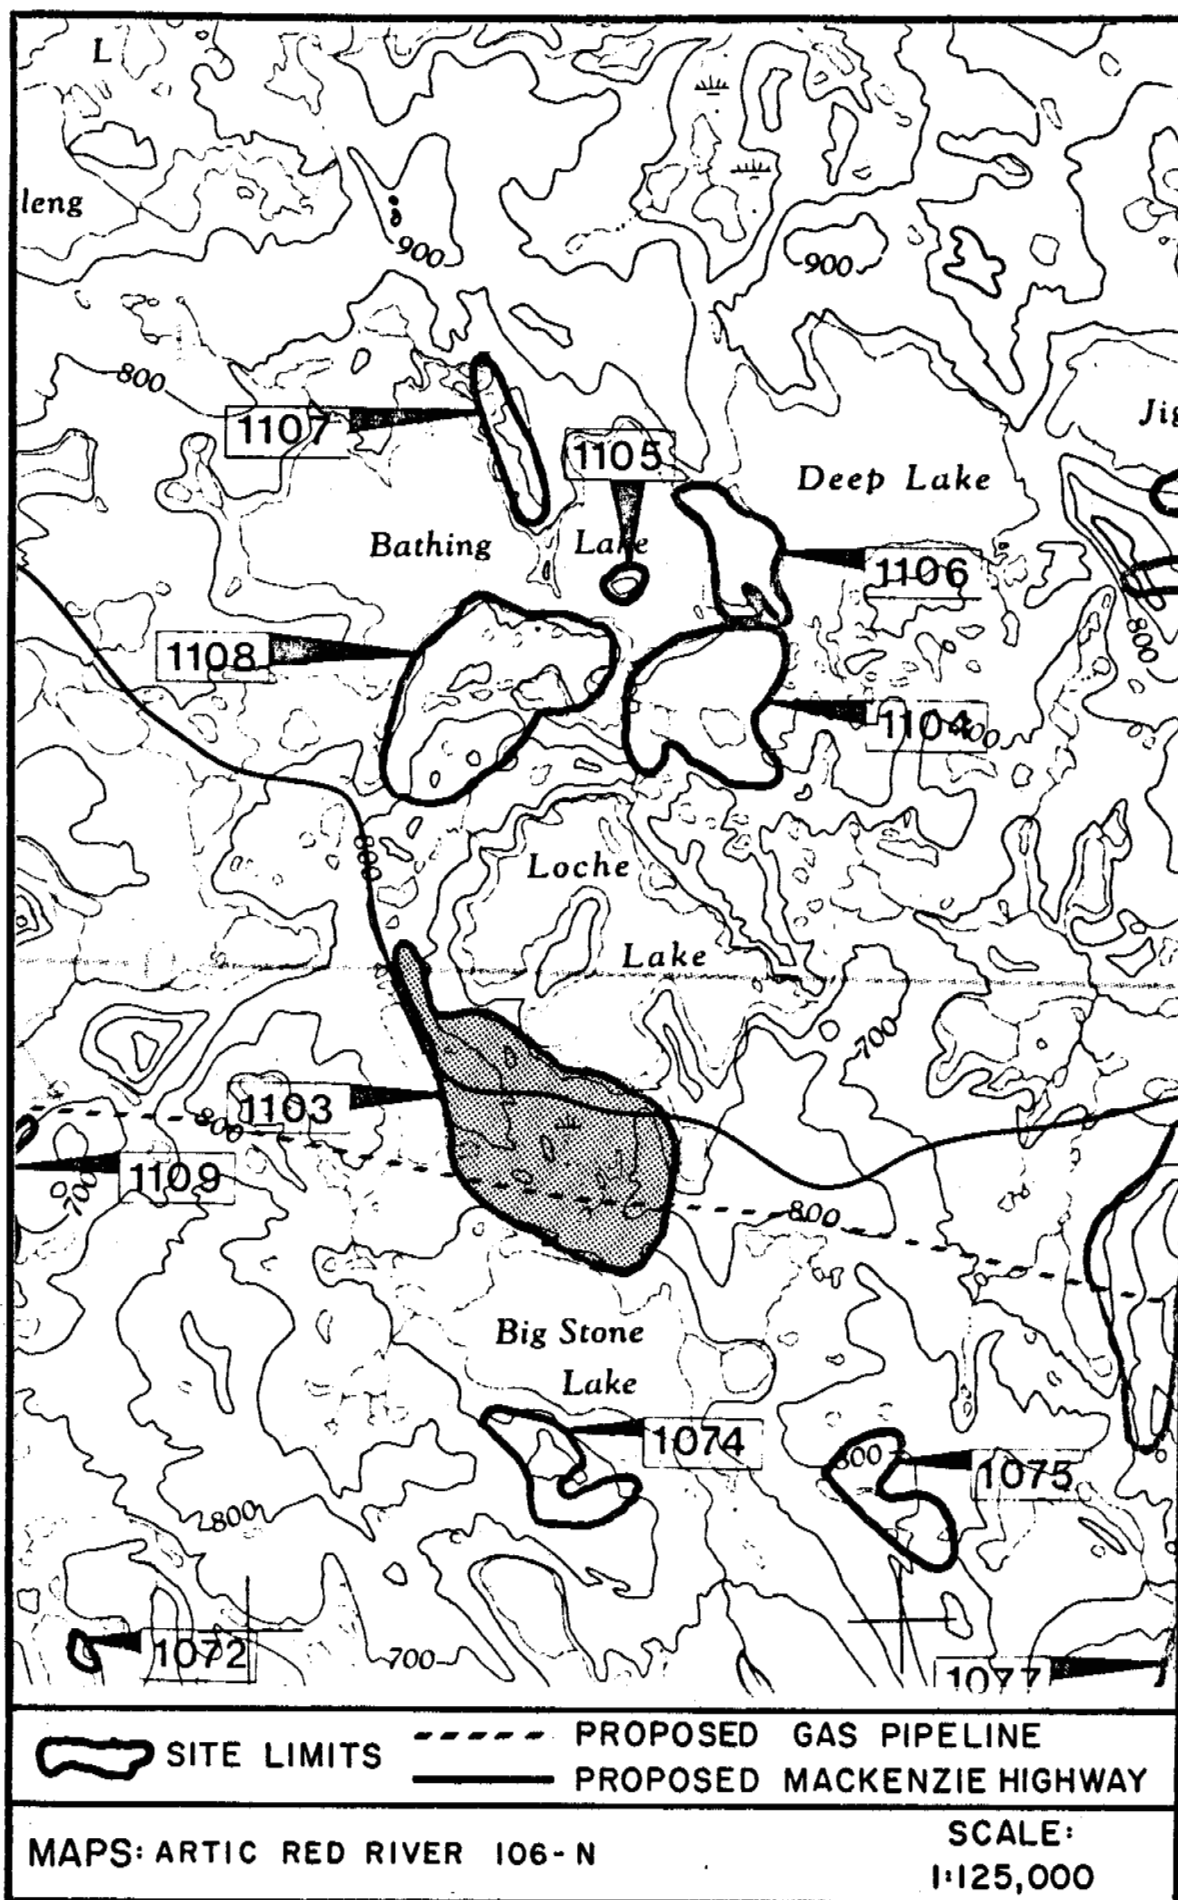 L
leng
900
900
800
1107
1105
Deep Lake
Bathing Lake
1106
1108
800
1104
800
Loche
Lake
700
1103
800
1109
700
800
Big Stone
Lake
1074
800
1075
800
1072
700
1077
SITE LIMITS
PROPOSED GAS PIPELINE
PROPOSED MACKENZIE HIGHWAY
MAPS: ARTIC RED RIVER 106-N
SCALE:
1:125,000